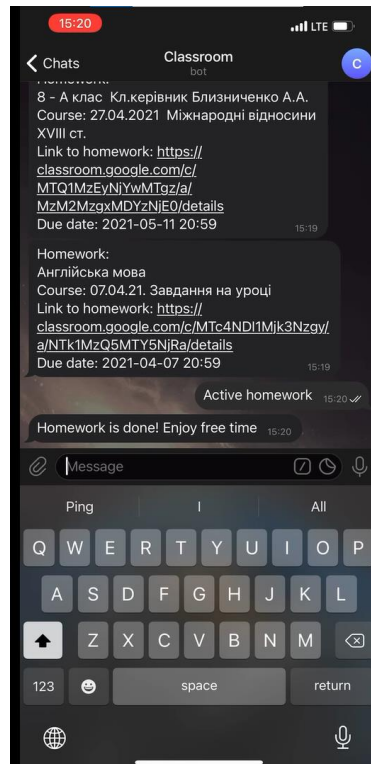 15:20
LTE
Chats
Classroom
bot
C
Homework:
8 - А клас Кл.керівник Близниченко А.А.
Course: 27.04.2021 Міжнародні відносини
XVIII ст.
Link to homework: https://
classroom.google.com/c/
MTQ1MzEyNjYwMTgz/a/
MzM2MzgxMDYzNjE0/details
Due date: 2021-05-11 20:59
15:19
Homework:
Англійська мова
Course: 07.04.21. Завдання на уроці
Link to homework: https://
classroom.google.com/c/MTc4NDI1Mjk3Nzgy/
a/NTk1MzQ5MTY5NjRa/details
Due date: 2021-04-07 20:59
15:19
Active homework 15:20
Homework is done! Enjoy free time 15:20
Message
Ping I All
Q W E R T Y U I O P
A S D F G H J K L
Z X C V B N M
123 space return